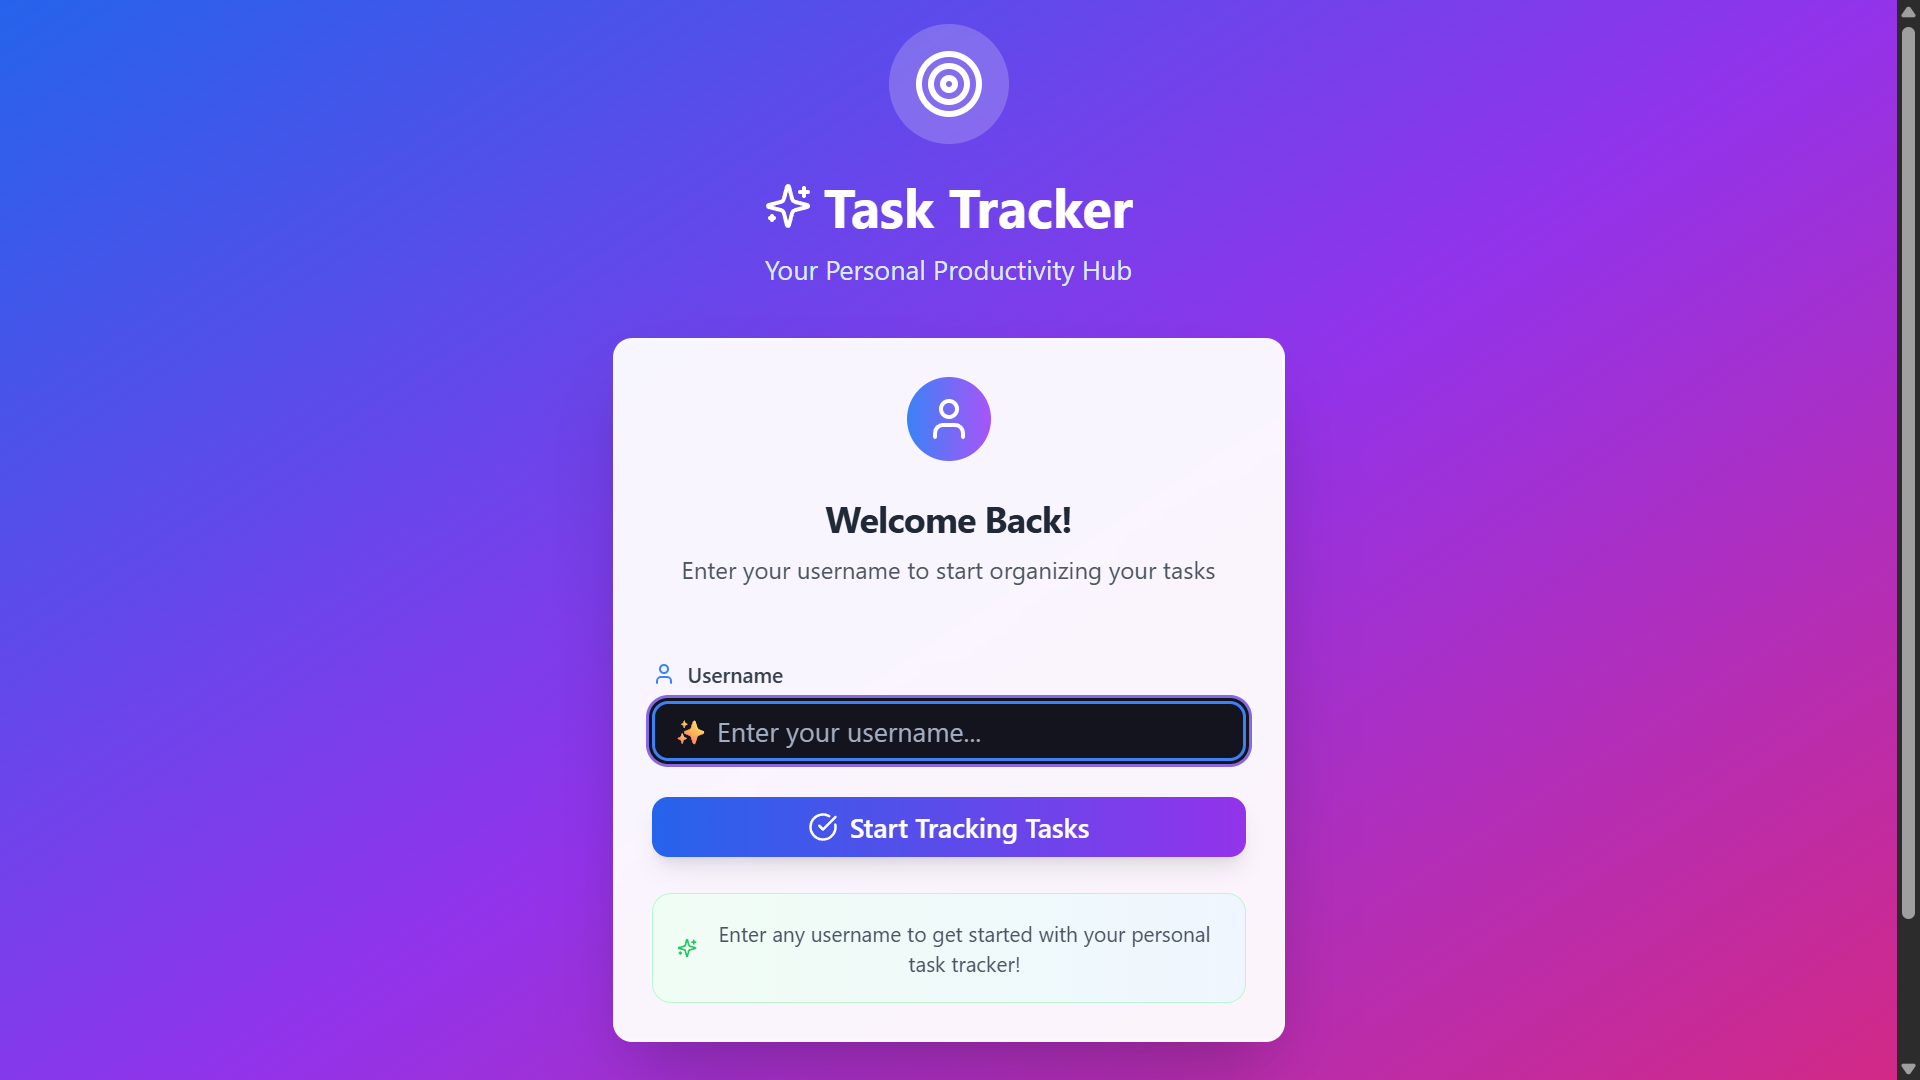 Task Tracker
Your Personal Productivity Hub
Welcome Back!
Enter your username to start organizing your tasks
Username
✨ Enter your username...
Start Tracking Tasks
Enter any username to get started with your personal
task tracker!